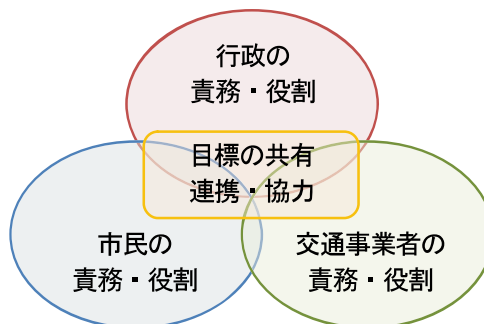 行政の
責務・役割
目標の共有
連携・協力
市民の
責務・役割
交通事業者の
責務・役割